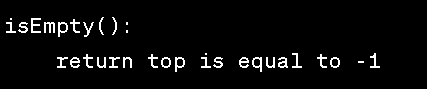 isEmpty():
    return top is equal to -1